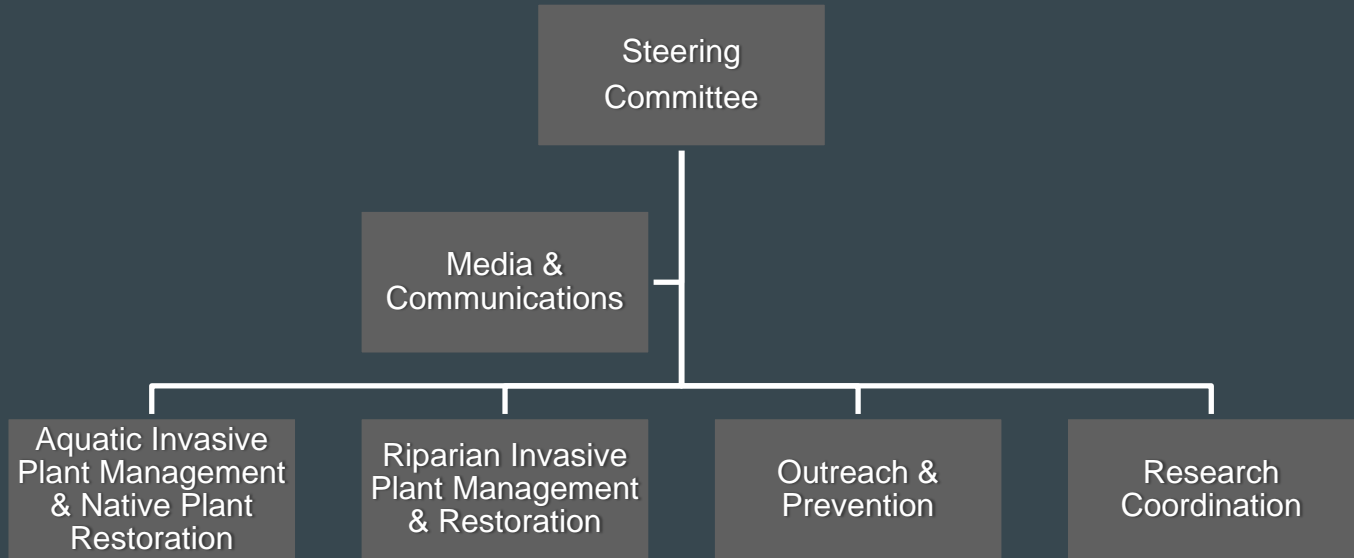 Steering
Committee
Media &
Communications
Aquatic Invasive
Plant Management
& Native Plant
Restoration
Riparian Invasive
Plant Management
& Restoration
Outreach &
Prevention
Research
Coordination